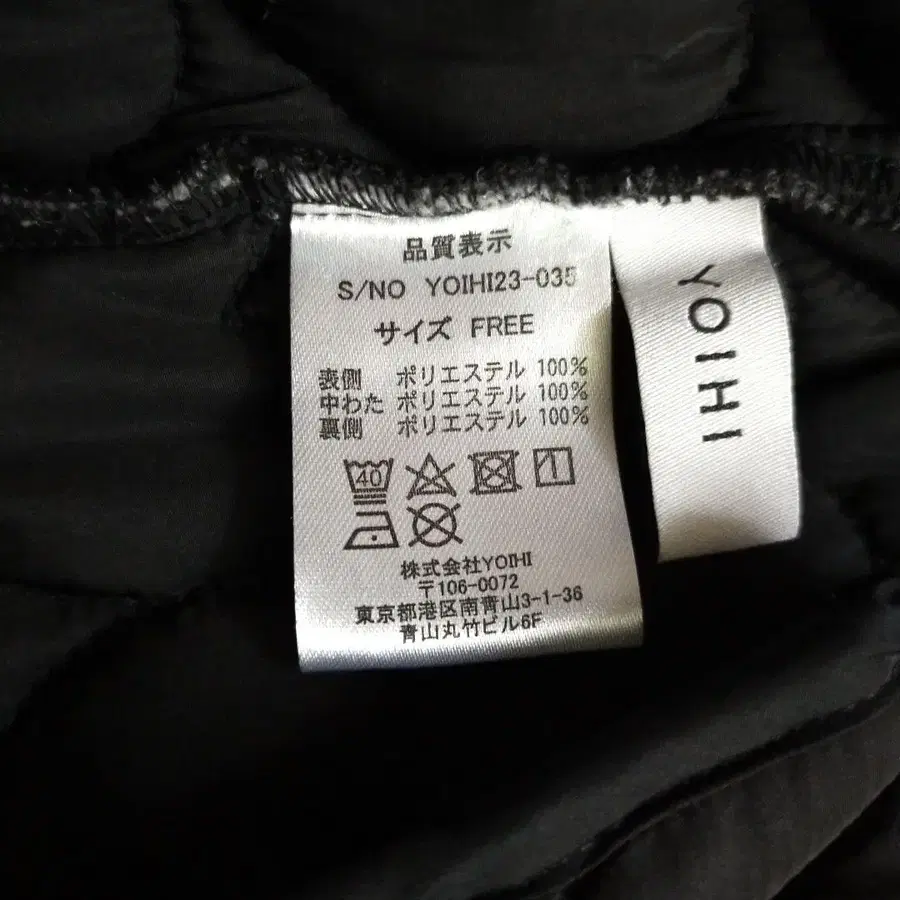 品質表示
S/NO YOIHI23-035
サイズ FREE
表側 ポリエステル 100%
中わた ポリエステル 100%
裏側 ポリエステル 100%
40
株式会社YOIHI
〒106-0072
東京都港区南青山3-1-36
青山丸竹ビル6F
YOIHI